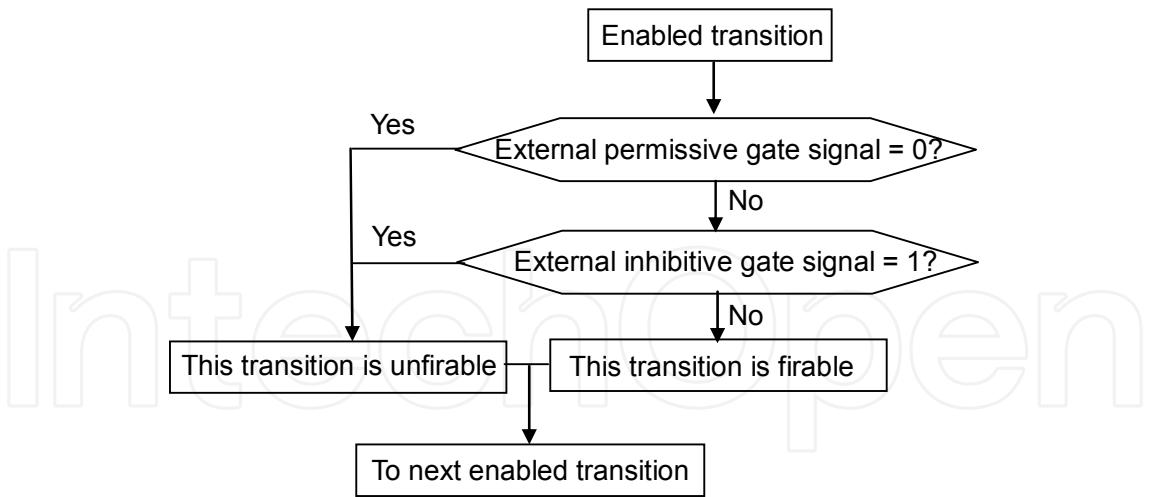 Enabled transition
Yes
External permissive gate signal = 0?
No
Yes
External inhibitive gate signal = 1?
No
This transition is unfirable
This transition is firable
To next enabled transition
IntechOpen